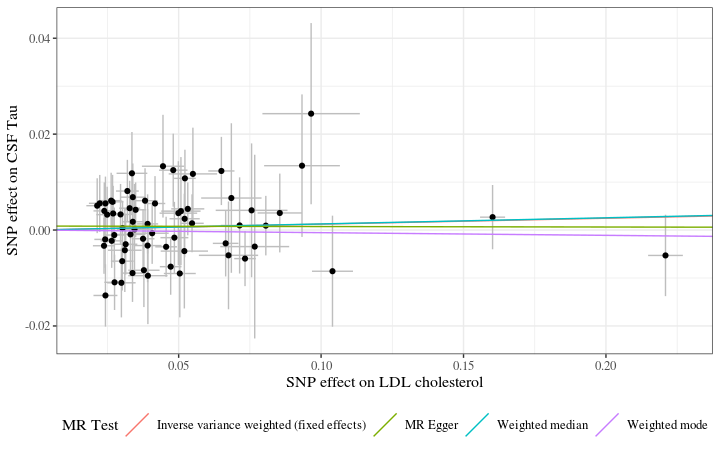 SNP effect on CSF Tau
0.04
0.02
0.00
-0.02
0.05 0.10 0.15 0.20
SNP effect on LDL cholesterol
MR Test Inverse variance weighted (fixed effects) MR Egger Weighted median Weighted mode